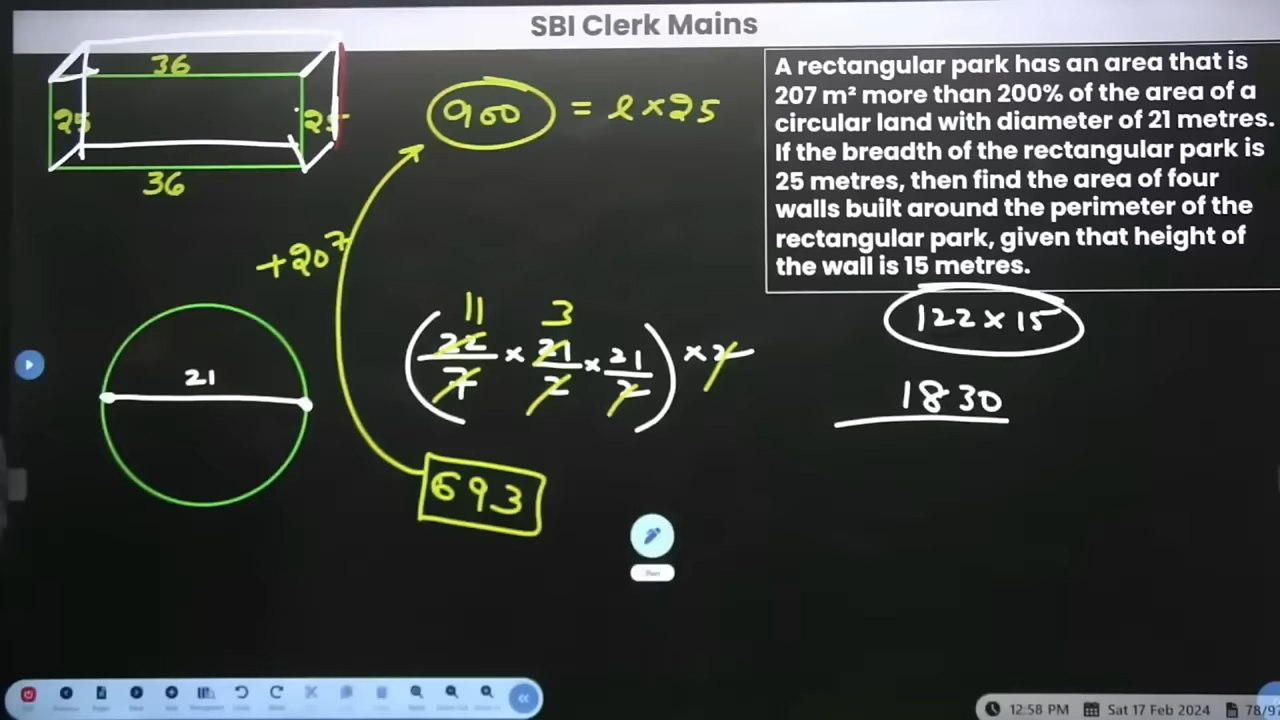 SBI Clerk Mains
A rectangular park has an area that is
207 m² more than 200% of the area of a
circular land with diameter of 21 metres.
If the breadth of the rectangular park is
25 metres, then find the area of four
walls built around the perimeter of the
rectangular park, given that height of
the wall is 15 metres.
36
25
25
36
900 = l × 25
+207
(22/7 × 21/2 × 21/2) × 2
11 3
693
21
122 × 15
1830
12:58 PM
Sat 17 Feb 2024